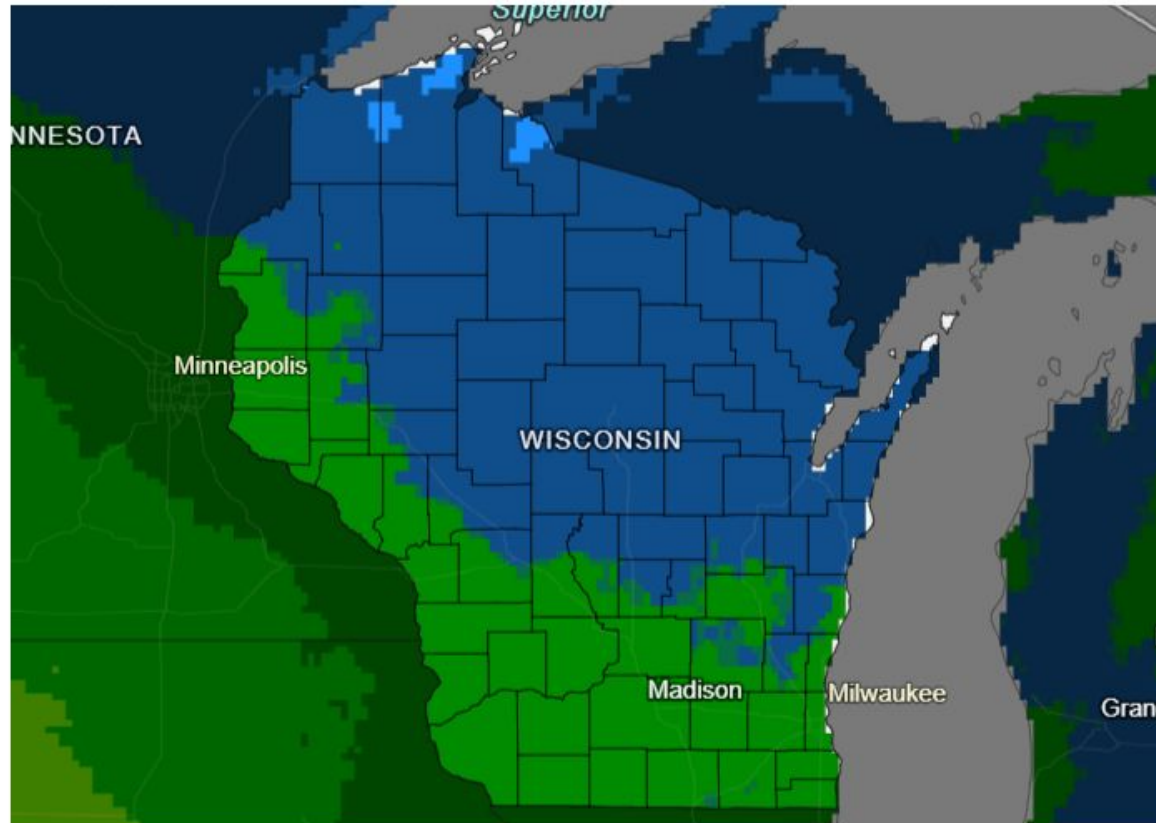 Superior
NNESOTA
Minneapolis
WISCONSIN
Madison
Milwaukee
Gran